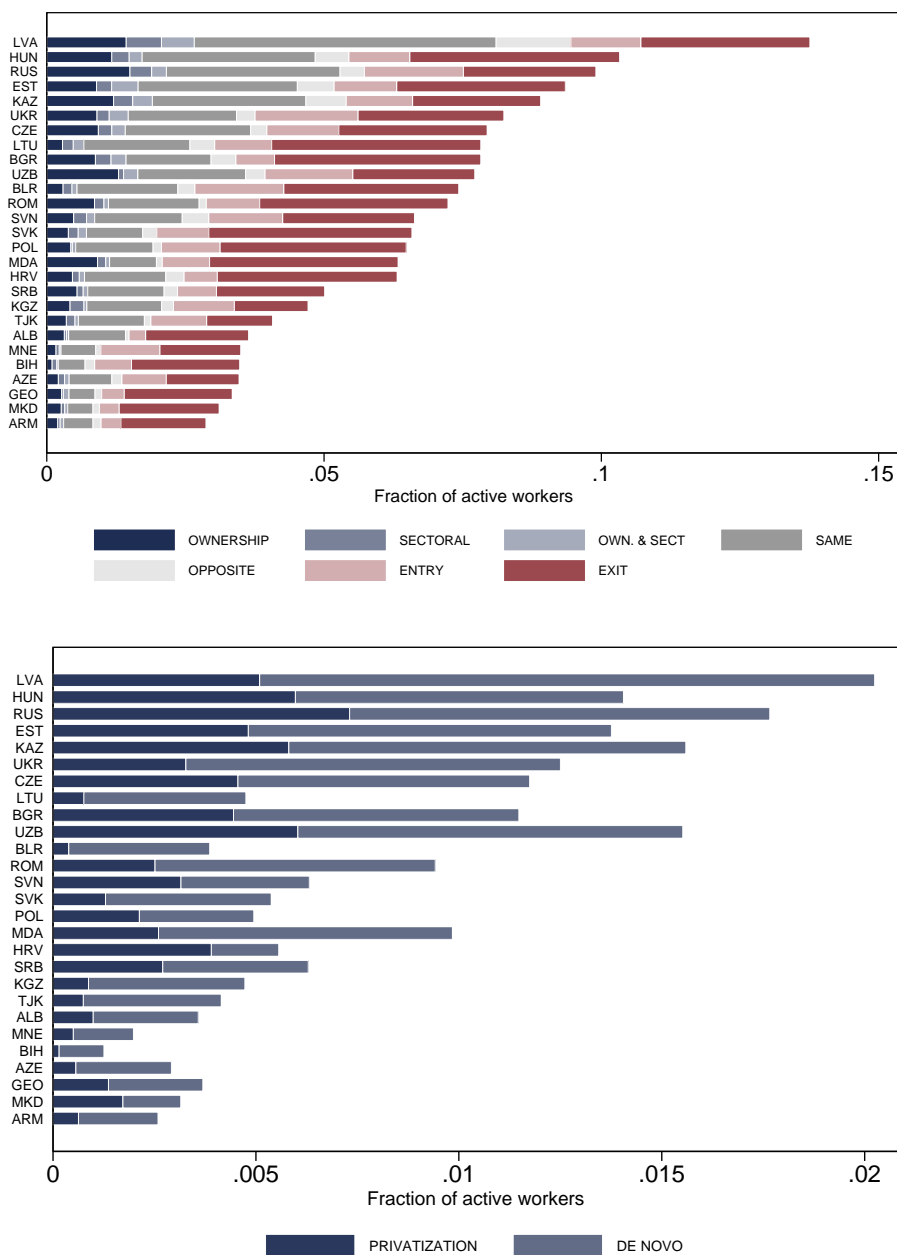 LVA
HUN
RUS
EST
KAZ
UKR
CZE
LTU
BGR
UZB
BLR
ROM
SVN
SVK
POL
MDA
HRV
SRB
KGZ
TJK
ALB
MNE
BIH
AZE
GEO
MKD
ARM
0 .05 .1 .15
Fraction of active workers
OWNERSHIP SECTORAL OWN. & SECT SAME
OPPOSITE ENTRY EXIT
LVA
HUN
RUS
EST
KAZ
UKR
CZE
LTU
BGR
UZB
BLR
ROM
SVN
SVK
POL
MDA
HRV
SRB
KGZ
TJK
ALB
MNE
BIH
AZE
GEO
MKD
ARM
0 .005 .01 .015 .02
Fraction of active workers
PRIVATIZATION DE NOVO